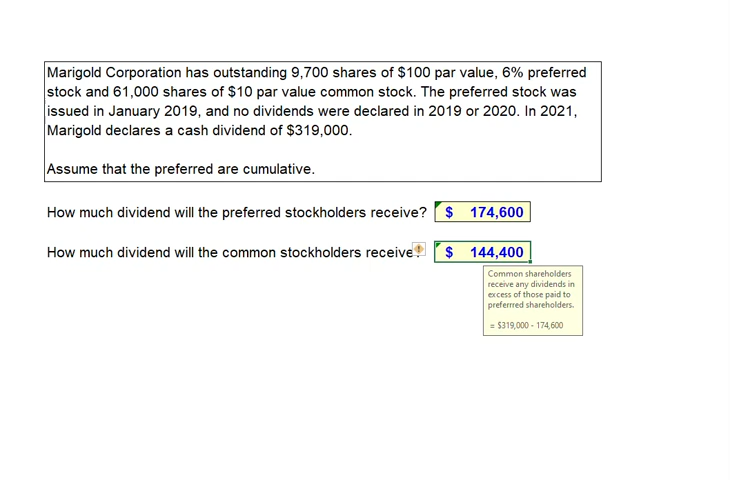 Marigold Corporation has outstanding 9,700 shares of $100 par value, 6% preferred
stock and 61,000 shares of $10 par value common stock. The preferred stock was
issued in January 2019, and no dividends were declared in 2019 or 2020. In 2021,
Marigold declares a cash dividend of $319,000.
Assume that the preferred are cumulative.
How much dividend will the preferred stockholders receive? $ 174,600
How much dividend will the common stockholders receive? $ 144,400
Common shareholders
receive any dividends in
excess of those paid to
preferrred shareholders.
= $319,000 - 174,600